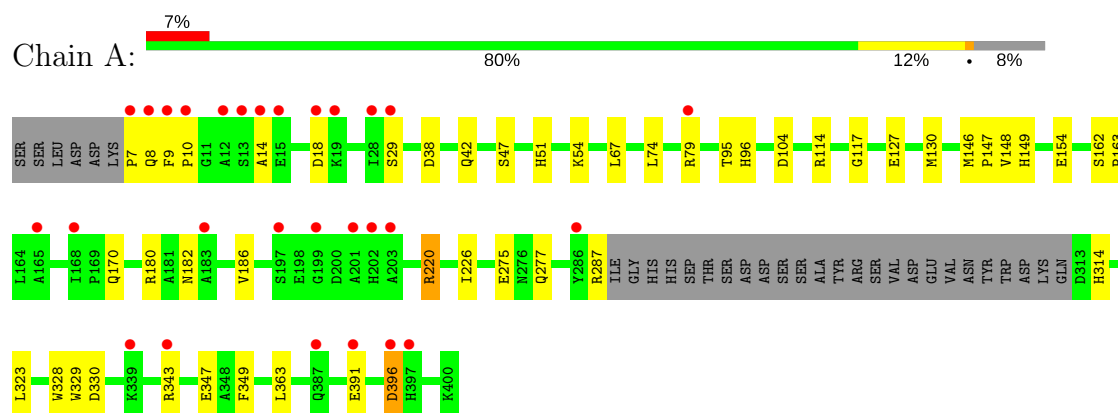 7%
Chain A:
80% 12% • 8%
SER SER LEU ASP ASP LYS P7 Q8 F9 P10 G11 A12 S13 A14 E15 D18 K19 I28 S29 D38 Q42 S47 H51 K54 L67 L74 R79 T95 H96 D104 R114 G117 E127 M130 M146 P147 V148 H149 E154 S162
L164 A165 I168 P169 Q170 R180 A181 N182 A183 V186 S197 E198 G199 D200 A201 H202 A203 R220 I226 E275 N276 Q277 Y286 R287 ILE GLY HIS HIS SEP THR SER ASP ASP SER SER ALA TYR ARG SER VAL ASP GLU VAL ASN TYR TRP ASP LYS GLN D313 H314
L323 W328 W329 D330 K339 R343 E347 A348 F349 L363 Q387 E391 D396 H397 K400